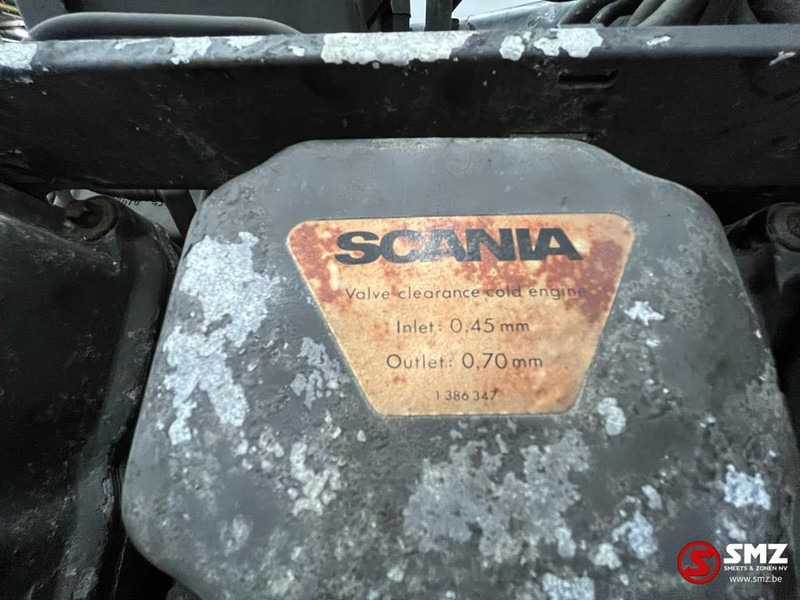 SCANIA
Valve clearance cold engine
Inlet: 0,45 mm
Outlet: 0,70 mm
1 386 347
SMZ
SMEETS & ZONEN NV
www.smz.be